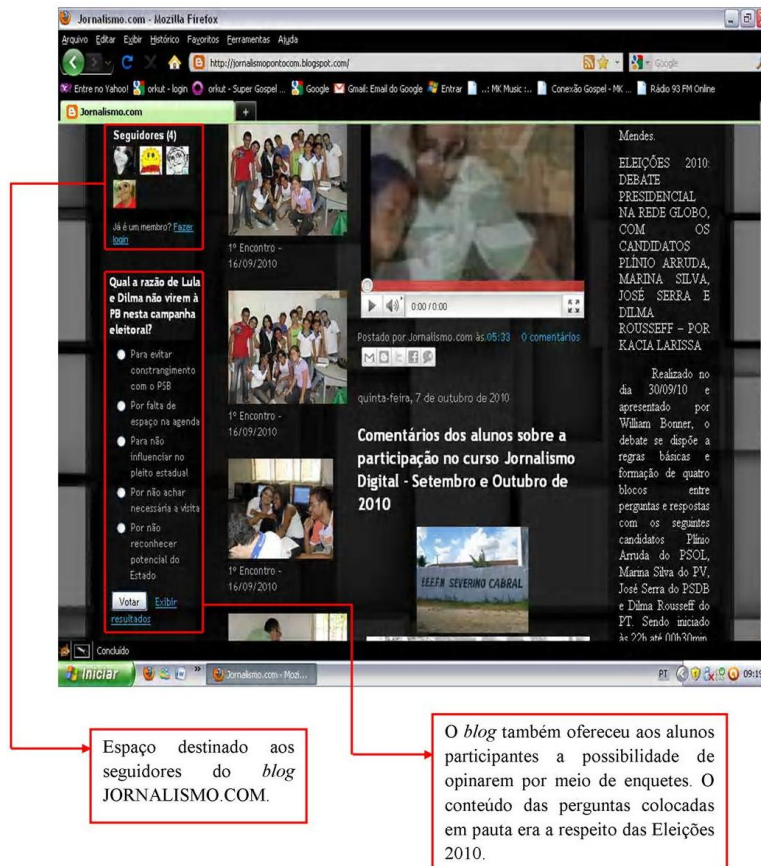 Jornalismo.com - Mozilla Firefox
Arquivo Editar Exibir Histórico Favoritos Ferramentas Ajuda
http://jornalismopontocom.blogspot.com/
Google
Entre no Yahoo! orkut - login orkut - Super Gospel ... Google Gmail: Email do Google Entrar ..: MK Music :.. Conexão Gospel - MK ... Rádio 93 FM Online
Jornalismo.com
Seguidores (4)
Já é um membro? Fazer
login
Qual a razão de Lula
e Dilma não virem à
PB nesta campanha
eleitoral?
Para evitar
constrangimento
com o PSB
Por falta de
espaço na agenda
Para não
influenciar no
pleito estadual
Por não achar
necessária a visita
Por não
reconhecer
potencial do
Estado
Votar Exibir
resultados
1º Encontro -
16/09/2010
1º Encontro -
16/09/2010
1º Encontro -
16/09/2010
0:00 / 0:00
Postado por Jornalismo.com às 05:33 0 comentários
quinta-feira, 7 de outubro de 2010
Comentários dos alunos sobre a
participação no curso Jornalismo
Digital - Setembro e Outubro de
2010
E.E.E.F.M SEVERINO CABRAL
Mendes.
ELEIÇÕES 2010:
DEBATE
PRESIDENCIAL
NA REDE GLOBO,
COM OS
CANDIDATOS
PLÍNIO ARRUDA,
MARINA SILVA,
JOSÉ SERRA E
DILMA
ROUSSEFF – POR
KACIA LARISSA
Realizado no
dia 30/09/10 e
apresentado por
William Bonner, o
debate se dispõe a
regras básicas e
formação de quatro
blocos entre
perguntas e respostas
com os seguintes
candidatos Plínio
Arruda do PSOL,
Marina Silva do PV,
José Serra do PSDB
e Dilma Rousseff do
PT. Sendo iniciado
às 22h até 00h30min
Concluído
Iniciar
Jornalismo.com - Mozi...
PT
09:19
Espaço destinado aos
seguidores do blog
JORNALISMO.COM.
O blog também ofereceu aos alunos
participantes a possibilidade de
opinarem por meio de enquetes. O
conteúdo das perguntas colocadas
em pauta era a respeito das Eleições
2010.